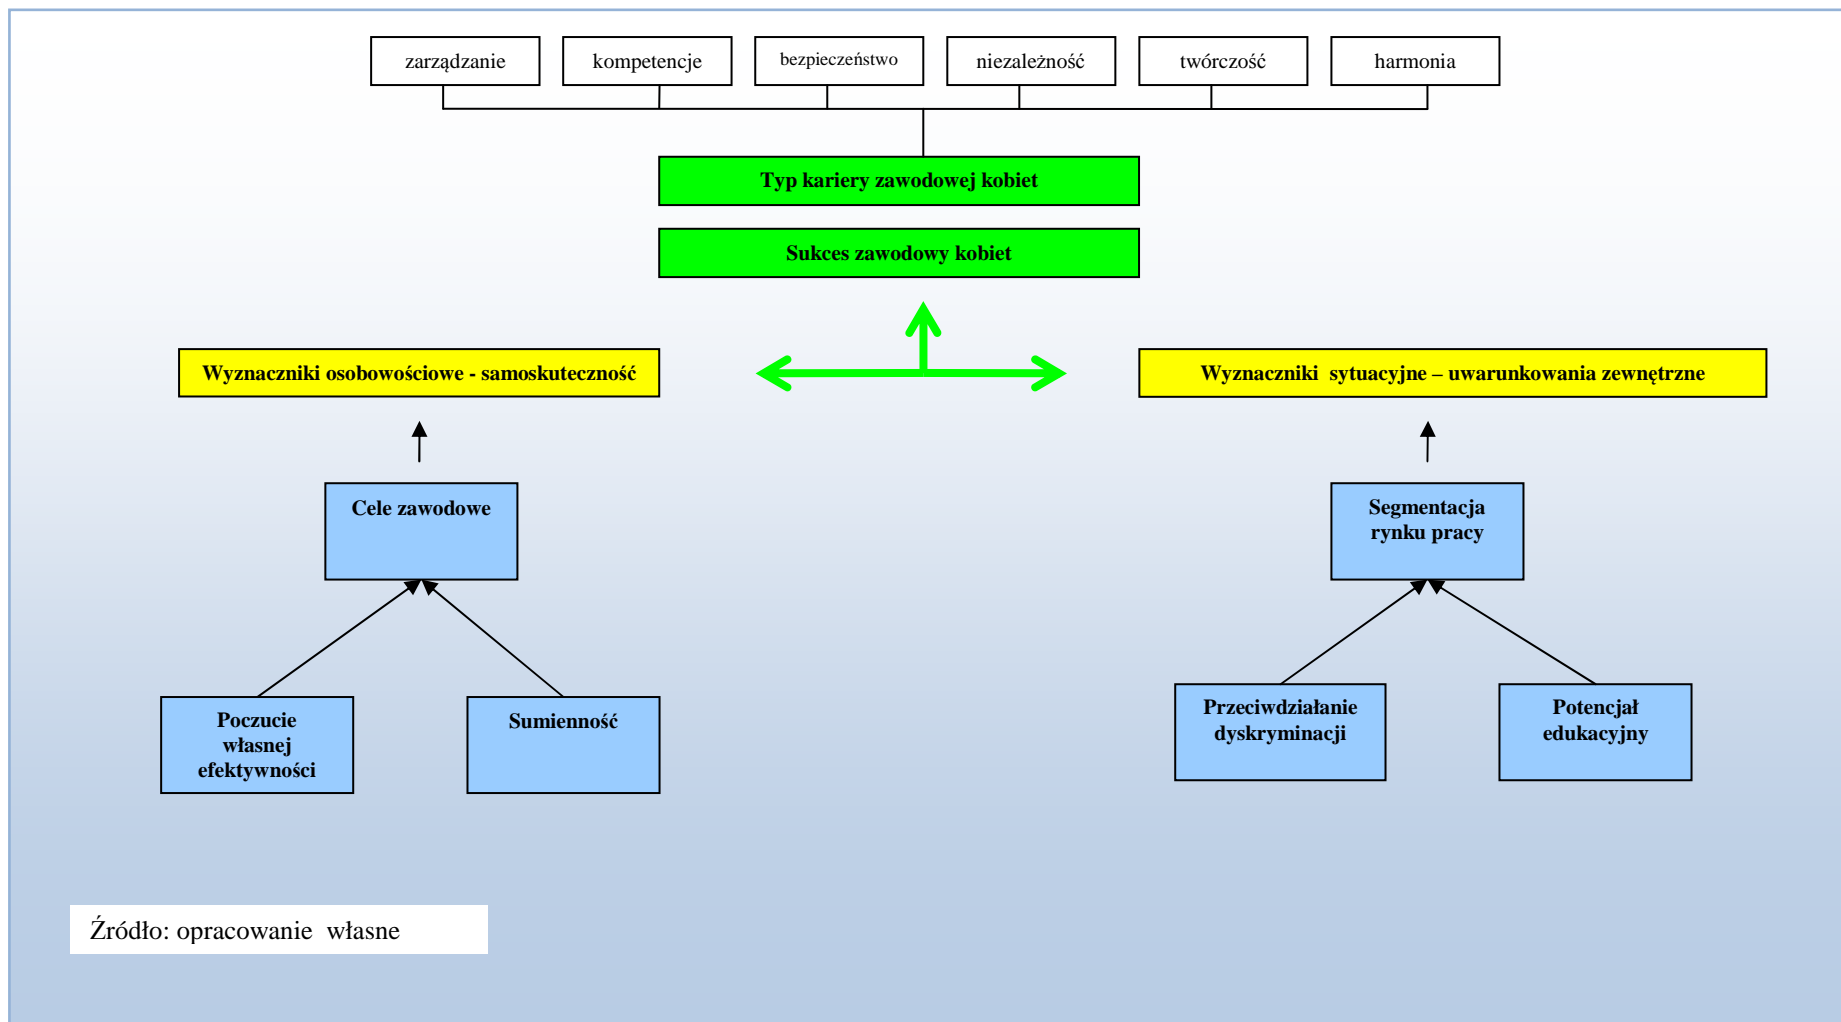 zarządzanie
kompetencje
bezpieczeństwo
niezależność
twórczość
harmonia
Typ kariery zawodowej kobiet
Sukces zawodowy kobiet
Wyznaczniki osobowościowe - samoskuteczność
Wyznaczniki  sytuacyjne – uwarunkowania zewnętrzne
Cele zawodowe
Segmentacja
rynku pracy
Poczucie
własnej
efektywności
Sumienność
Przeciwdziałanie
dyskryminacji
Potencjał
edukacyjny
Źródło: opracowanie  własne